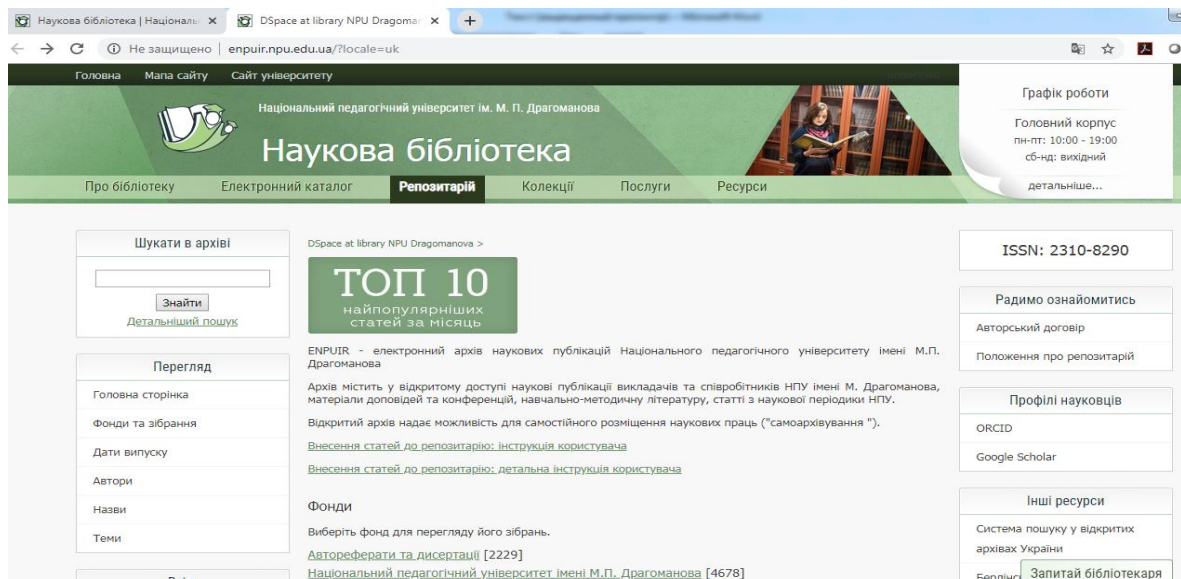 Наукова бібліотека | Національн
DSpace at library NPU Dragoman
Не защищено | enpuir.npu.edu.ua/?locale=uk
Головна Мапа сайту Сайт університету
Національний педагогічний університет ім. М. П. Драгоманова
Наукова бібліотека
Графік роботи
Головний корпус
пн-пт: 10:00 - 19:00
сб-нд: вихідний
детальніше...
Про бібліотеку Електронний каталог Репозитарій Колекції Послуги Ресурси
Шукати в архіві
Знайти
Детальніший пошук
Перегляд
Головна сторінка
Фонди та зібрання
Дати випуску
Автори
Назви
Теми
DSpace at library NPU Dragomanova >
ТОП 10
найпопулярніших
статей за місяць
ENPUIR - електронний архів наукових публікацій Національного педагогічного університету імені М.П.
Драгоманова
Архів містить у відкритому доступі наукові публікації викладачів та співробітників НПУ імені М. Драгоманова,
матеріали доповідей та конференцій, навчально-методичну літературу, статті з наукової періодики НПУ.
Відкритий архів надає можливість для самостійного розміщення наукових праць ("самоархівування ").
Внесення статей до репозитарію: інструкція користувача
Внесення статей до репозитарію: детальна інструкція користувача
Фонди
Виберіть фонд для перегляду його зібрань.
Автореферати та дисертації [2229]
Національний педагогічний університет імені М.П. Драгоманова [4678]
ISSN: 2310-8290
Радимо ознайомитись
Авторський договір
Положення про репозитарій
Профілі науковців
ORCID
Google Scholar
Інші ресурси
Система пошуку у відкритих
архівах України
Запитай бібліотекаря